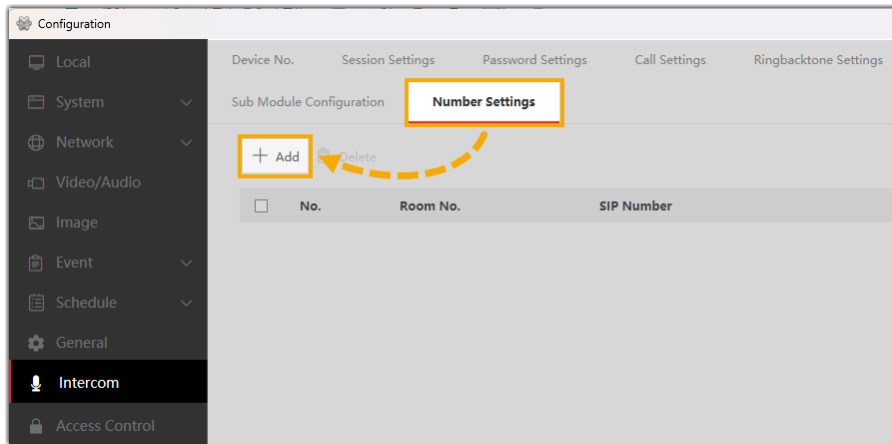 Configuration
Local
System
Network
Video/Audio
Image
Event
Schedule
General
Intercom
Access Control
Device No. Session Settings Password Settings Call Settings Ringbacktone Settings
Sub Module Configuration Number Settings
+ Add Delete
No. Room No. SIP Number